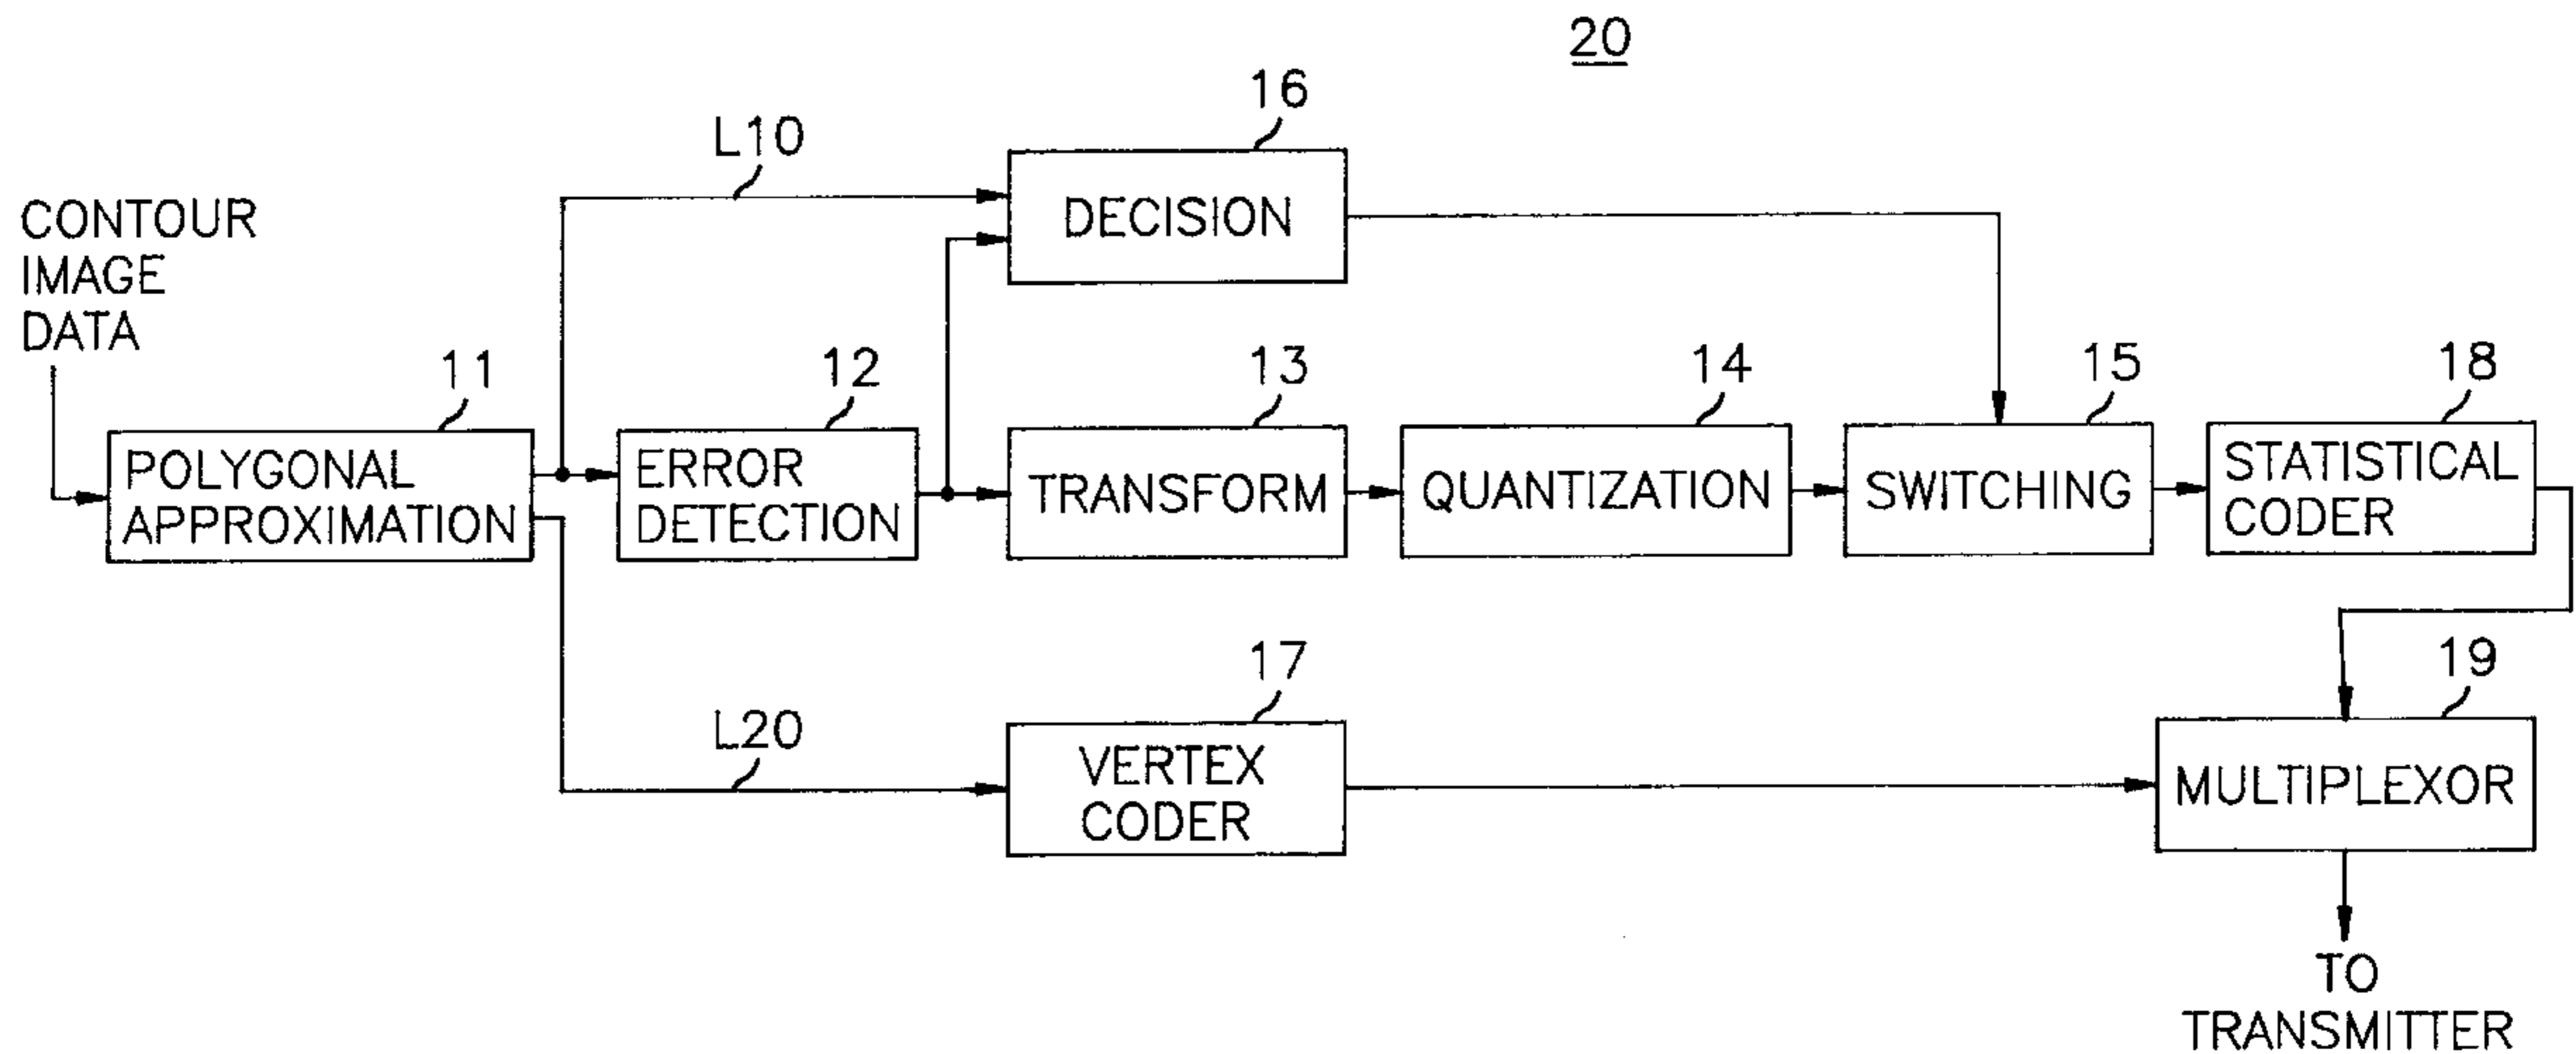 20
16
L10
CONTOUR
IMAGE
DATA
DECISION
11
12
13
14
15
18
POLYGONAL
APPROXIMATION
ERROR
DETECTION
TRANSFORM
QUANTIZATION
SWITCHING
STATISTICAL
CODER
17
19
L20
VERTEX
CODER
MULTIPLEXOR
TO
TRANSMITTER